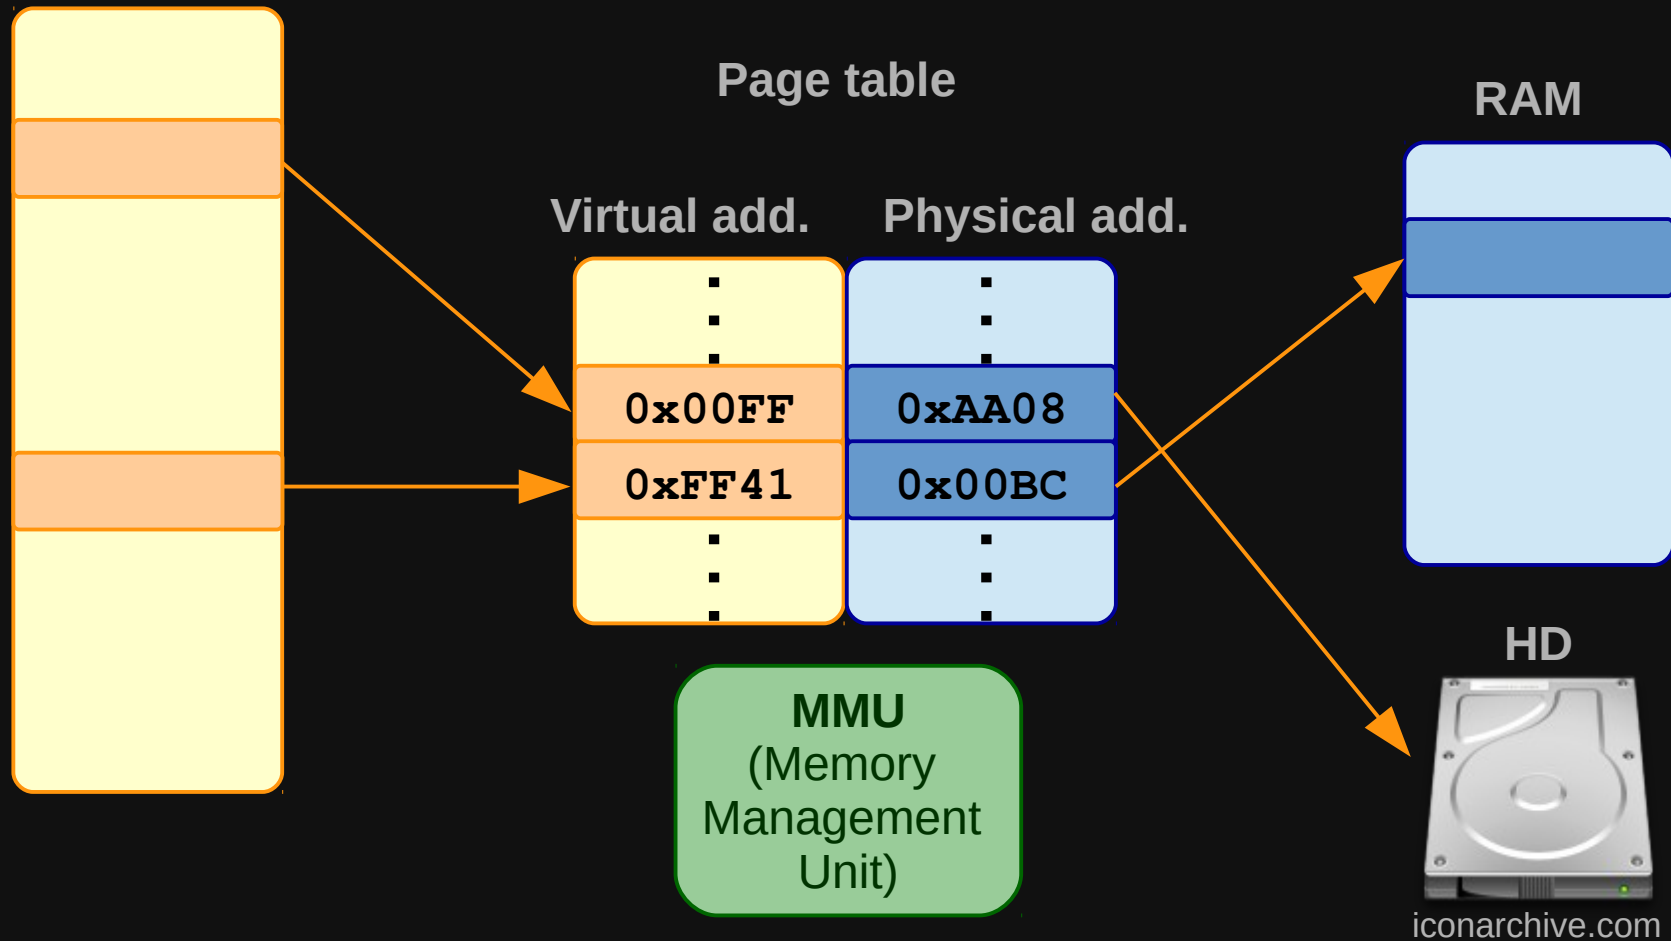 Page table
RAM
Virtual add.
Physical add.
0x00FF
0xAA08
0xFF41
0x00BC
HD
MMU
(Memory
Management
Unit)
iconarchive.com